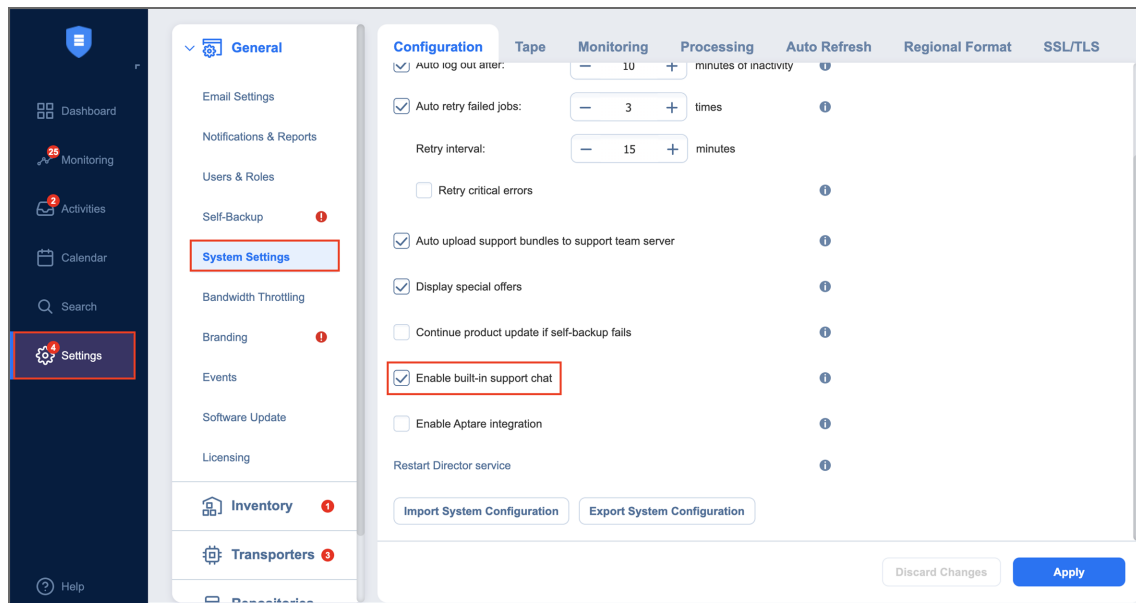 Dashboard
25
Monitoring
2
Activities
Calendar
Search
4
Settings
Help
General
Email Settings
Notifications & Reports
Users & Roles
Self-Backup !
System Settings
Bandwidth Throttling
Branding !
Events
Software Update
Licensing
Inventory 1
Transporters 3
Repositories
Configuration Tape Monitoring Processing Auto Refresh Regional Format SSL/TLS
Auto log out after: − 10 + minutes of inactivity i
Auto retry failed jobs: − 3 + times i
Retry interval: − 15 + minutes
Retry critical errors i
Auto upload support bundles to support team server i
Display special offers i
Continue product update if self-backup fails i
Enable built-in support chat i
Enable Aptare integration i
Restart Director service i
Import System Configuration Export System Configuration
Discard Changes Apply